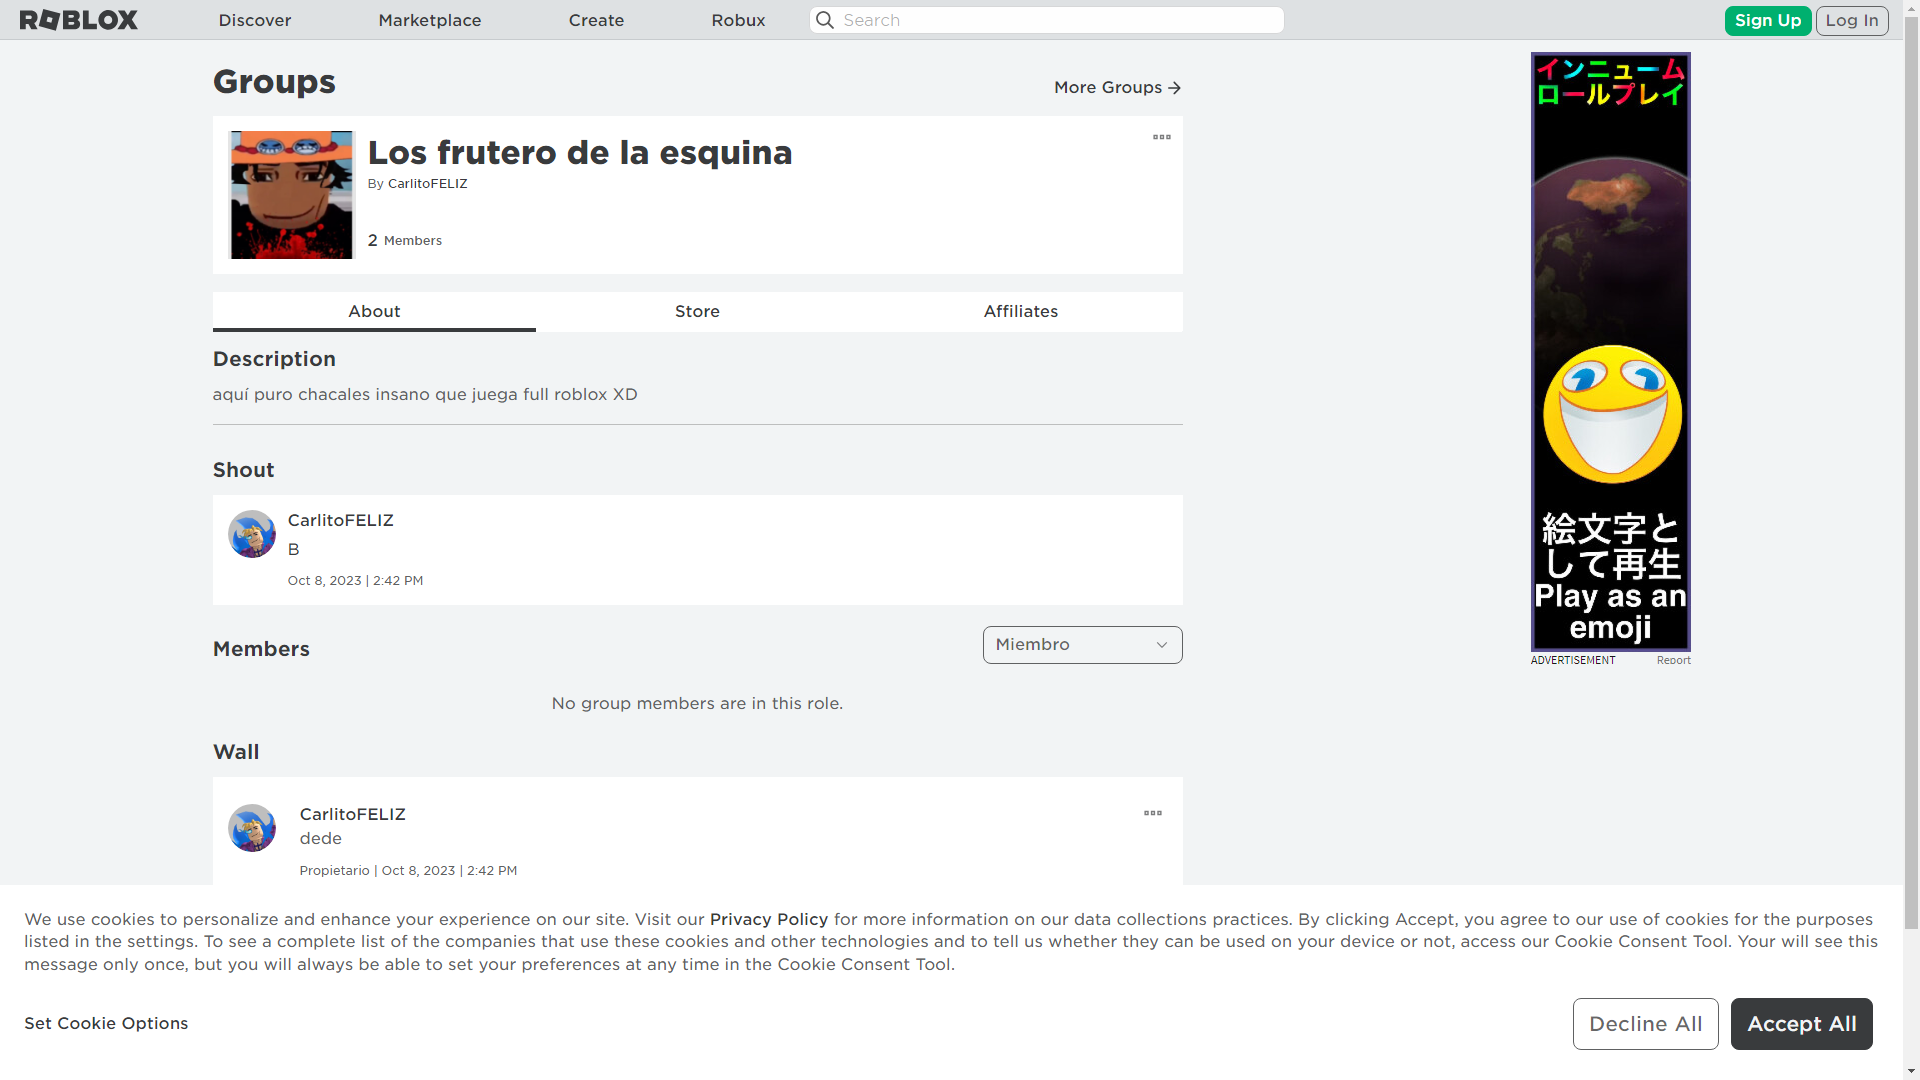 ROBLOX
Discover
Marketplace
Create
Robux
Search
Sign Up
Log In
Groups
More Groups
Los frutero de la esquina
By CarlitoFELIZ
2 Members
About
Store
Affiliates
Description
aquí puro chacales insano que juega full roblox XD
Shout
CarlitoFELIZ
B
Oct 8, 2023 | 2:42 PM
Members
Miembro
No group members are in this role.
Wall
CarlitoFELIZ
dede
Propietario | Oct 8, 2023 | 2:42 PM
インニューム
ロールプレイ
絵文字と
して再生
Play as an
emoji
ADVERTISEMENT
Report
We use cookies to personalize and enhance your experience on our site. Visit our Privacy Policy for more information on our data collections practices. By clicking Accept, you agree to our use of cookies for the purposes
listed in the settings. To see a complete list of the companies that use these cookies and other technologies and to tell us whether they can be used on your device or not, access our Cookie Consent Tool. Your will see this
message only once, but you will always be able to set your preferences at any time in the Cookie Consent Tool.
Set Cookie Options
Decline All
Accept All